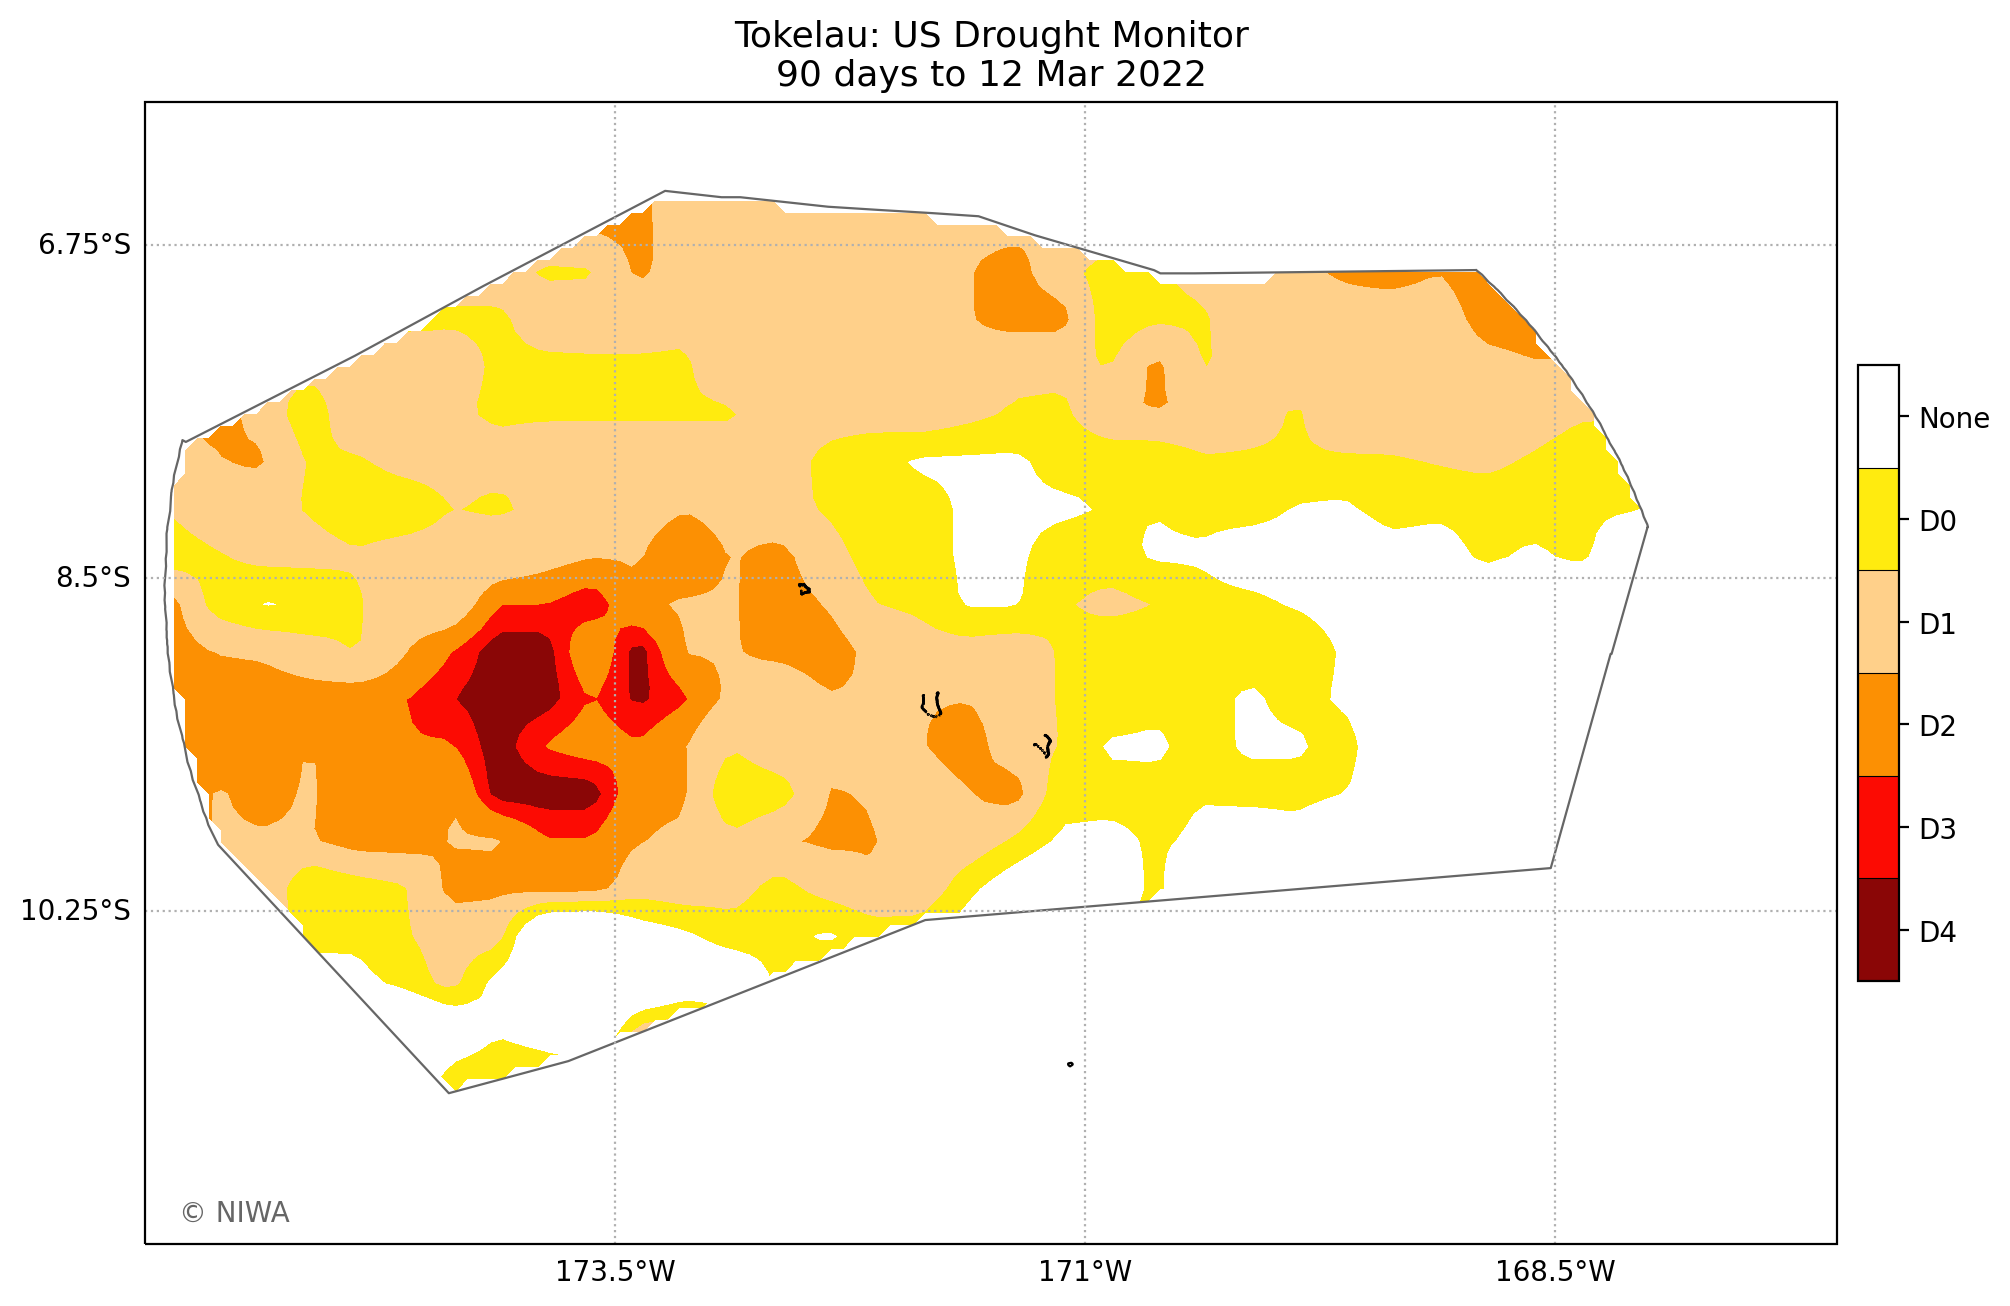 Tokelau: US Drought Monitor
90 days to 12 Mar 2022
6.75°S
8.5°S
10.25°S
173.5°W
171°W
168.5°W
None
D0
D1
D2
D3
D4
© NIWA